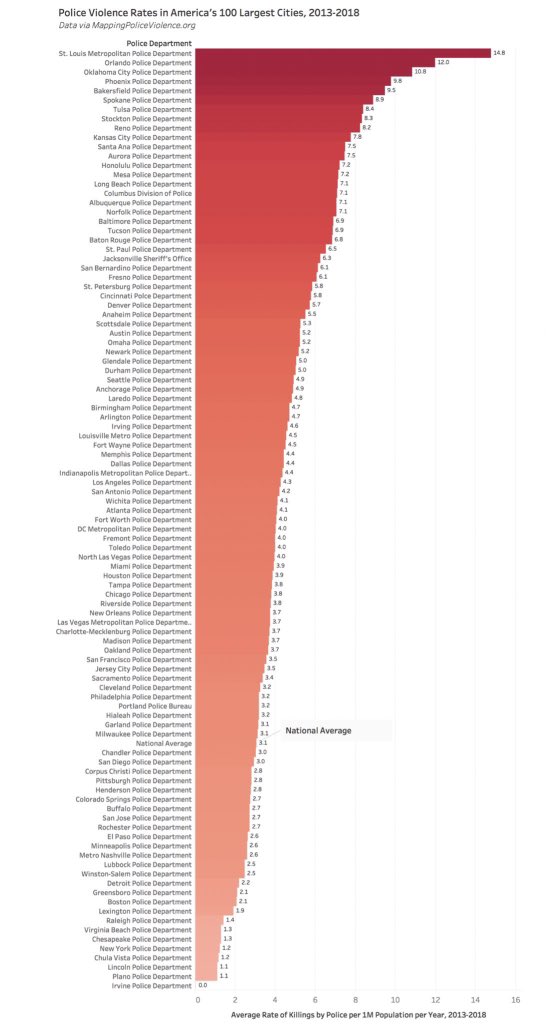 Police Violence Rates in America's 100 Largest Cities, 2013-2018
Data via MappingPoliceViolence.org
Police Department
St. Louis Metropolitan Police Department 14.8
Orlando Police Department 12.0
Oklahoma City Police Department 10.8
Phoenix Police Department 9.8
Bakersfield Police Department 9.5
Spokane Police Department 8.9
Tulsa Police Department 8.4
Stockton Police Department 8.3
Reno Police Department 8.2
Kansas City Police Department 7.8
Santa Ana Police Department 7.5
Aurora Police Department 7.5
Honolulu Police Department 7.2
Mesa Police Department 7.2
Long Beach Police Department 7.1
Columbus Division of Police 7.1
Albuquerque Police Department 7.1
Norfolk Police Department 7.1
Baltimore Police Department 6.9
Tucson Police Department 6.9
Baton Rouge Police Department 6.8
St. Paul Police Department 6.5
Jacksonville Sheriff's Office 6.3
San Bernardino Police Department 6.1
Fresno Police Department 6.1
St. Petersburg Police Department 5.8
Cincinnati Police Department 5.8
Denver Police Department 5.7
Anaheim Police Department 5.5
Scottsdale Police Department 5.3
Austin Police Department 5.2
Omaha Police Department 5.2
Newark Police Department 5.2
Glendale Police Department 5.0
Durham Police Department 5.0
Seattle Police Department 4.9
Anchorage Police Department 4.9
Laredo Police Department 4.8
Birmingham Police Department 4.7
Arlington Police Department 4.7
Irving Police Department 4.6
Louisville Metro Police Department 4.5
Fort Wayne Police Department 4.5
Memphis Police Department 4.4
Dallas Police Department 4.4
Indianapolis Metropolitan Police Depart.. 4.4
Los Angeles Police Department 4.3
San Antonio Police Department 4.2
Wichita Police Department 4.1
Atlanta Police Department 4.1
Fort Worth Police Department 4.0
DC Metropolitan Police Department 4.0
Fremont Police Department 4.0
Toledo Police Department 4.0
North Las Vegas Police Department 4.0
Miami Police Department 3.9
Houston Police Department 3.9
Tampa Police Department 3.8
Chicago Police Department 3.8
Riverside Police Department 3.8
New Orleans Police Department 3.7
Las Vegas Metropolitan Police Departme.. 3.7
Charlotte-Mecklenburg Police Department 3.7
Madison Police Department 3.7
Oakland Police Department 3.7
San Francisco Police Department 3.5
Jersey City Police Department 3.5
Sacramento Police Department 3.4
Cleveland Police Department 3.2
Philadelphia Police Department 3.2
Portland Police Bureau 3.2
Hialeah Police Department 3.2
Garland Police Department 3.1
National Average
Milwaukee Police Department 3.1
National Average 3.1
Chandler Police Department 3.0
San Diego Police Department 3.0
Corpus Christi Police Department 2.8
Pittsburgh Police Department 2.8
Henderson Police Department 2.8
Colorado Springs Police Department 2.7
Buffalo Police Department 2.7
San Jose Police Department 2.7
Rochester Police Department 2.7
El Paso Police Department 2.6
Minneapolis Police Department 2.6
Metro Nashville Police Department 2.6
Lubbock Police Department 2.5
Winston-Salem Police Department 2.5
Detroit Police Department 2.2
Greensboro Police Department 2.1
Boston Police Department 2.1
Lexington Police Department 1.9
Raleigh Police Department 1.4
Virginia Beach Police Department 1.3
Chesapeake Police Department 1.3
New York Police Department 1.2
Chula Vista Police Department 1.2
Lincoln Police Department 1.1
Plano Police Department 1.1
Irvine Police Department 0.0
0 2 4 6 8 10 12 14 16
Average Rate of Killings by Police per 1M Population per Year, 2013-2018